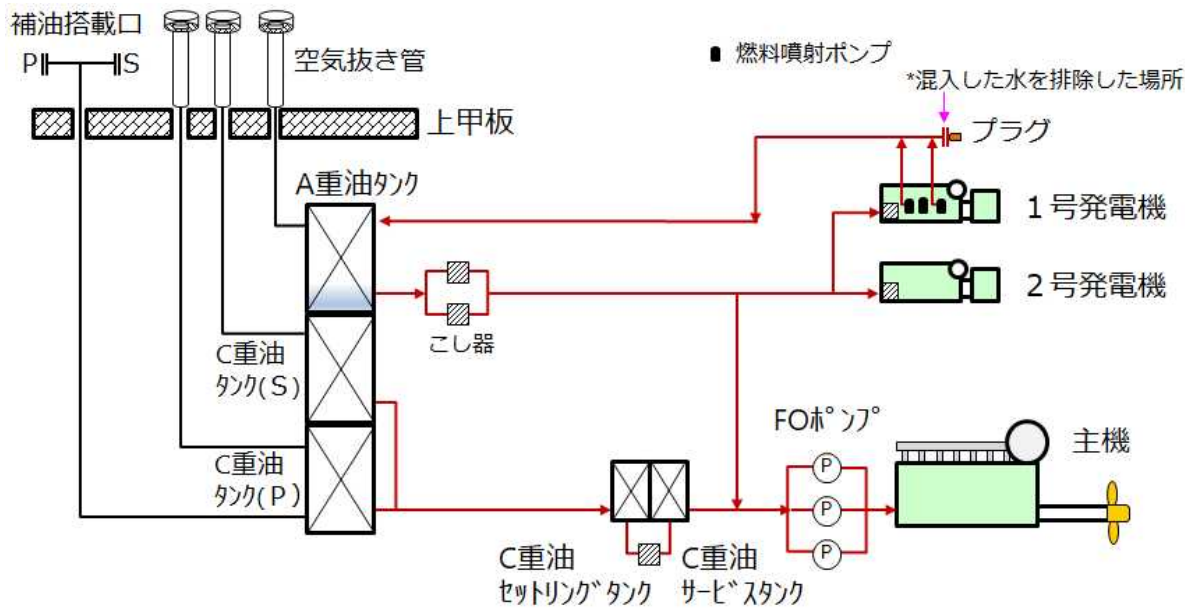 補油搭載口
P S
空気抜き管
燃料噴射ポンプ
*混入した水を排除した場所
上甲板
プラグ
A重油ﾀﾝｸ
1号発電機
2号発電機
こし器
C重油
ﾀﾝｸ(S)
FOﾎﾟﾝﾌﾟ
主機
C重油
ﾀﾝｸ(P)
P
P
P
C重油
ｾｯﾄﾘﾝｸﾞﾀﾝｸ
C重油
ｻｰﾋﾞｽﾀﾝｸ